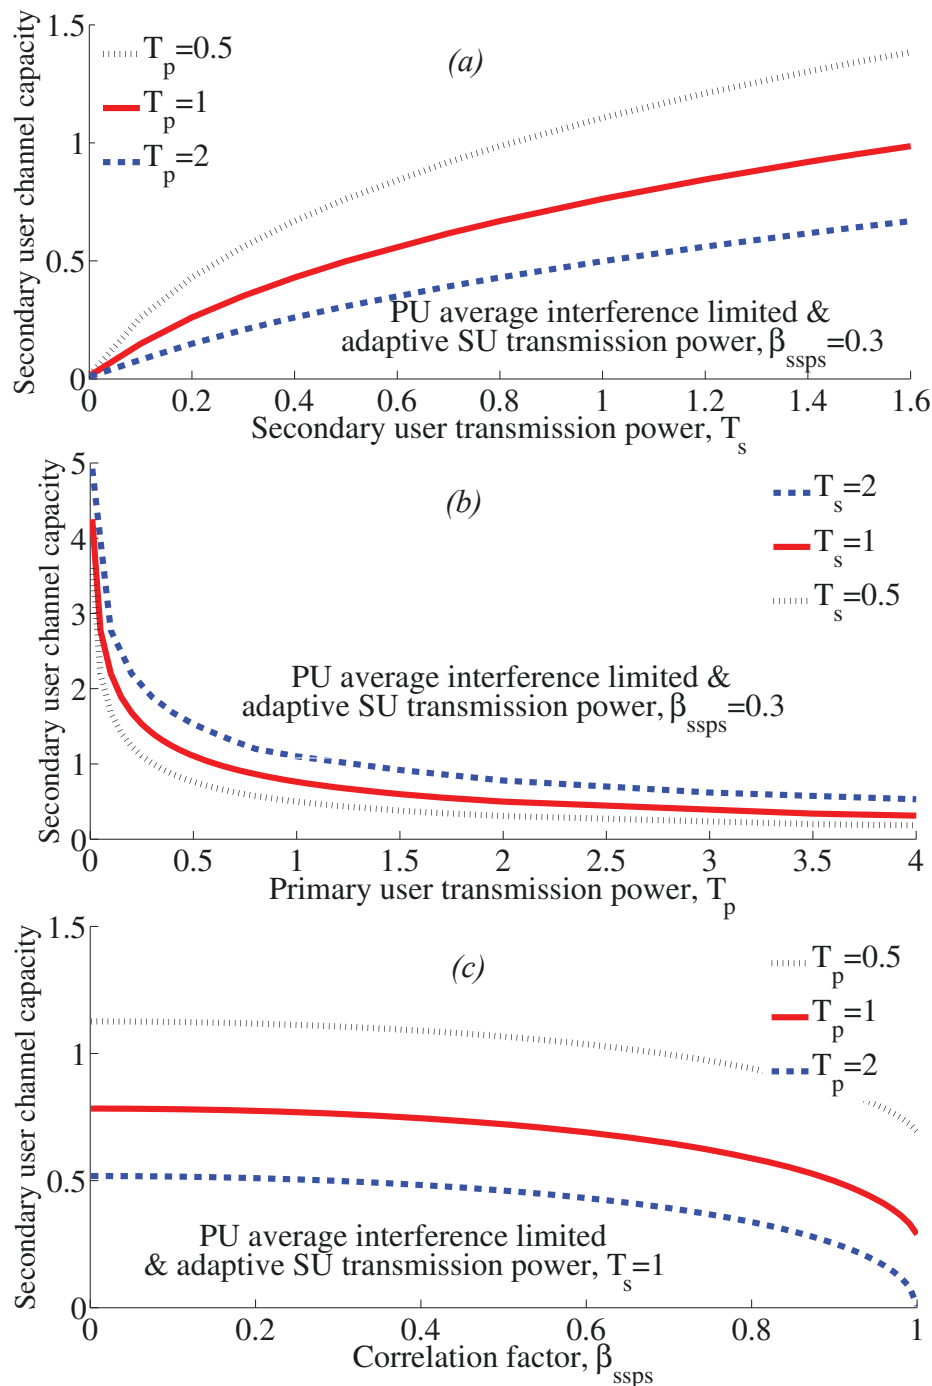 Secondary user channel capacity
1.5
1
0.5
0
T_p=0.5
T_p=1
T_p=2
(a)
PU average interference limited &
adaptive SU transmission power, β_ssps=0.3
0 0.2 0.4 0.6 0.8 1 1.2 1.4 1.6
Secondary user transmission power, T_s
Secondary user channel capacity
5
4
3
2
1
0
(b)
T_s=2
T_s=1
T_s=0.5
PU average interference limited &
adaptive SU transmission power, β_ssps=0.3
0 0.5 1 1.5 2 2.5 3 3.5 4
Primary user transmission power, T_p
Secondary user channel capacity
1.5
1
0.5
0
(c)
T_p=0.5
T_p=1
T_p=2
PU average interference limited
& adaptive SU transmission power, T_s=1
0 0.2 0.4 0.6 0.8 1
Correlation factor, β_ssps